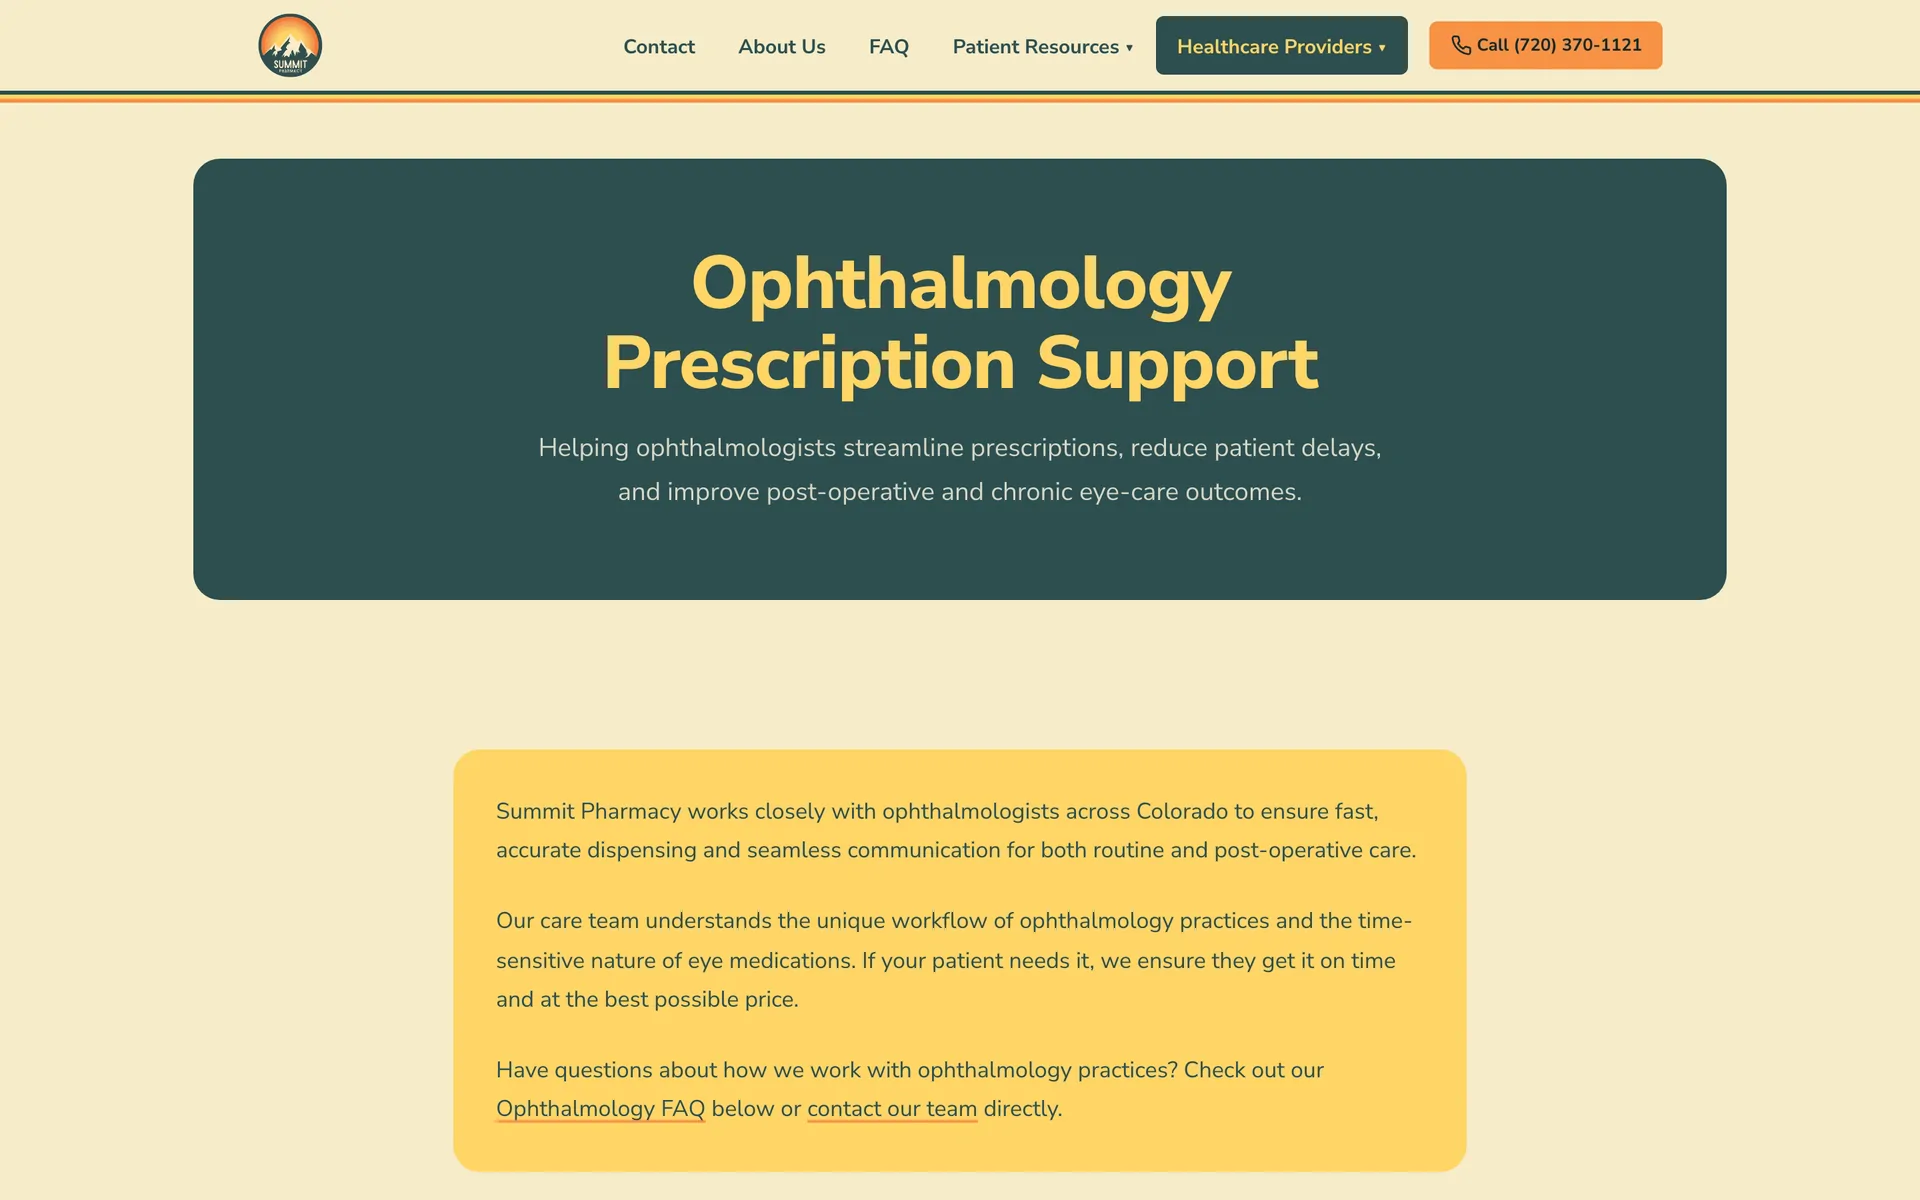 SUMMIT
PHARMACY
Contact
About Us
FAQ
Patient Resources ▾
Healthcare Providers ▾
Call (720) 370-1121
Ophthalmology
Prescription Support
Helping ophthalmologists streamline prescriptions, reduce patient delays,
and improve post-operative and chronic eye-care outcomes.
Summit Pharmacy works closely with ophthalmologists across Colorado to ensure fast,
accurate dispensing and seamless communication for both routine and post-operative care.
Our care team understands the unique workflow of ophthalmology practices and the time-
sensitive nature of eye medications. If your patient needs it, we ensure they get it on time
and at the best possible price.
Have questions about how we work with ophthalmology practices? Check out our
Ophthalmology FAQ below or contact our team directly.